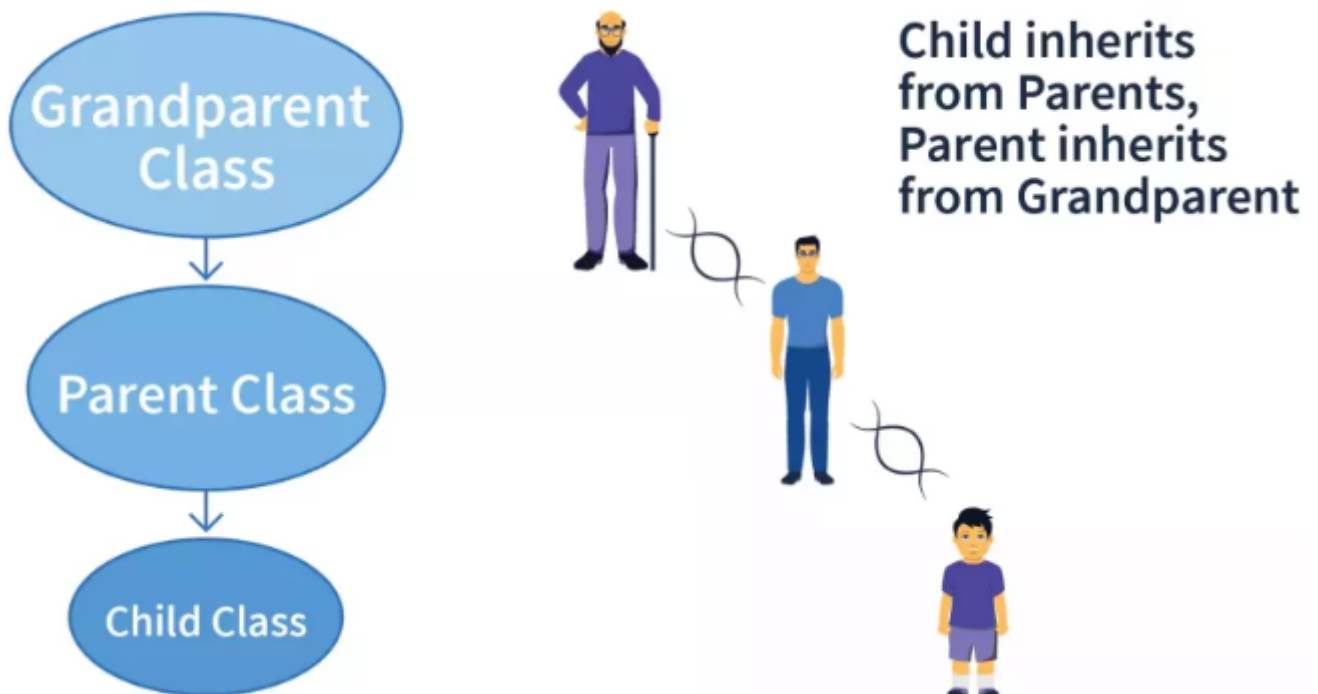 Grandparent
Class
Parent Class
Child Class
Child inherits
from Parents,
Parent inherits
from Grandparent